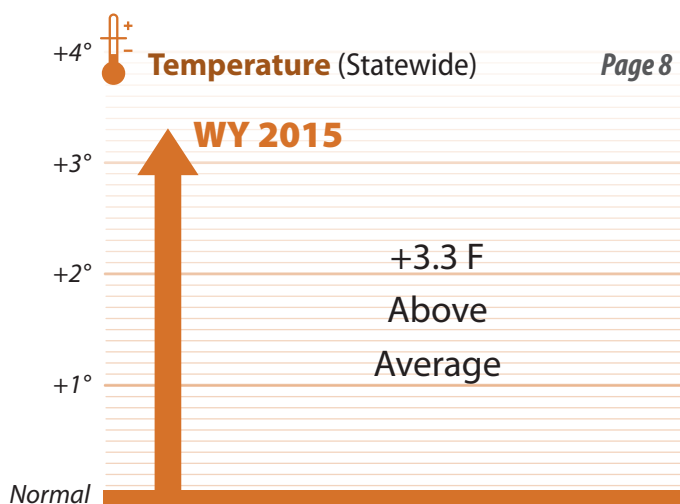 +4°
Temperature (Statewide) Page 8
WY 2015
+3°
+3.3 F
+2°
Above
Average
+1°
Normal